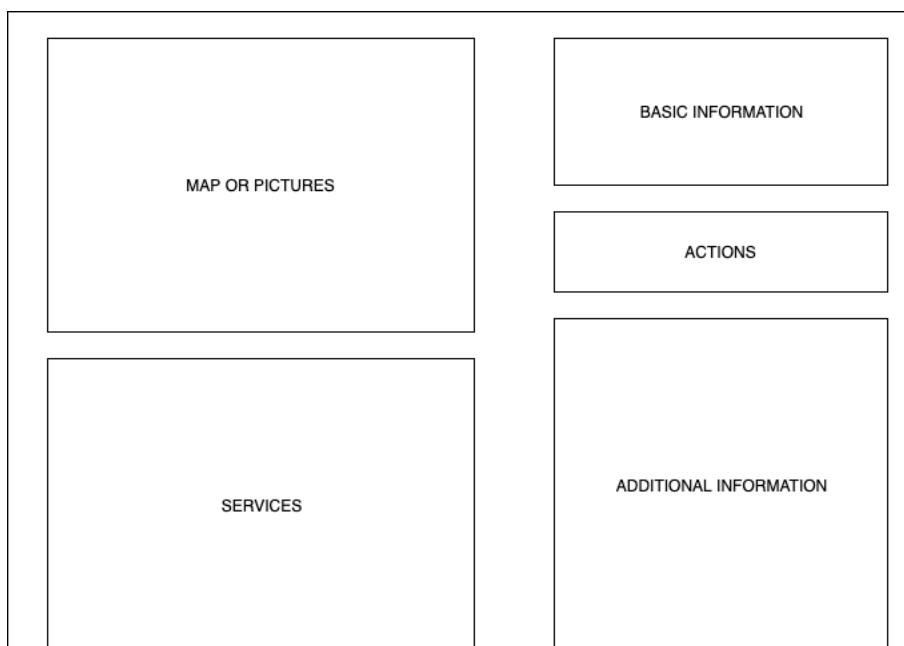 MAP OR PICTURES
SERVICES
BASIC INFORMATION
ACTIONS
ADDITIONAL INFORMATION